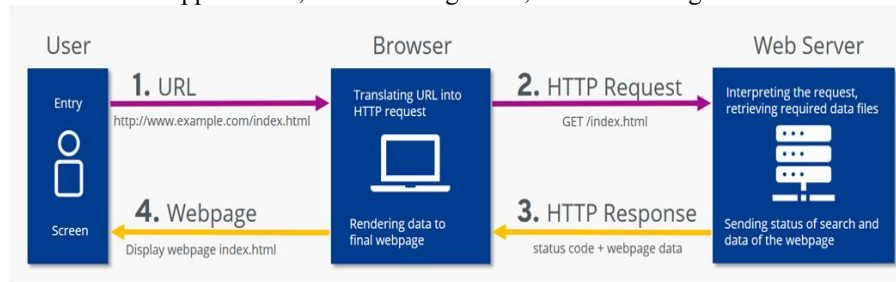 User
Browser
Web Server
Entry
Screen
1. URL
http://www.example.com/index.html
4. Webpage
Display webpage index.html
Translating URL into
HTTP request
Rendering data to
final webpage
2. HTTP Request
GET /index.html
3. HTTP Response
status code + webpage data
Interpreting the request,
retrieving required data files
Sending status of search and
data of the webpage